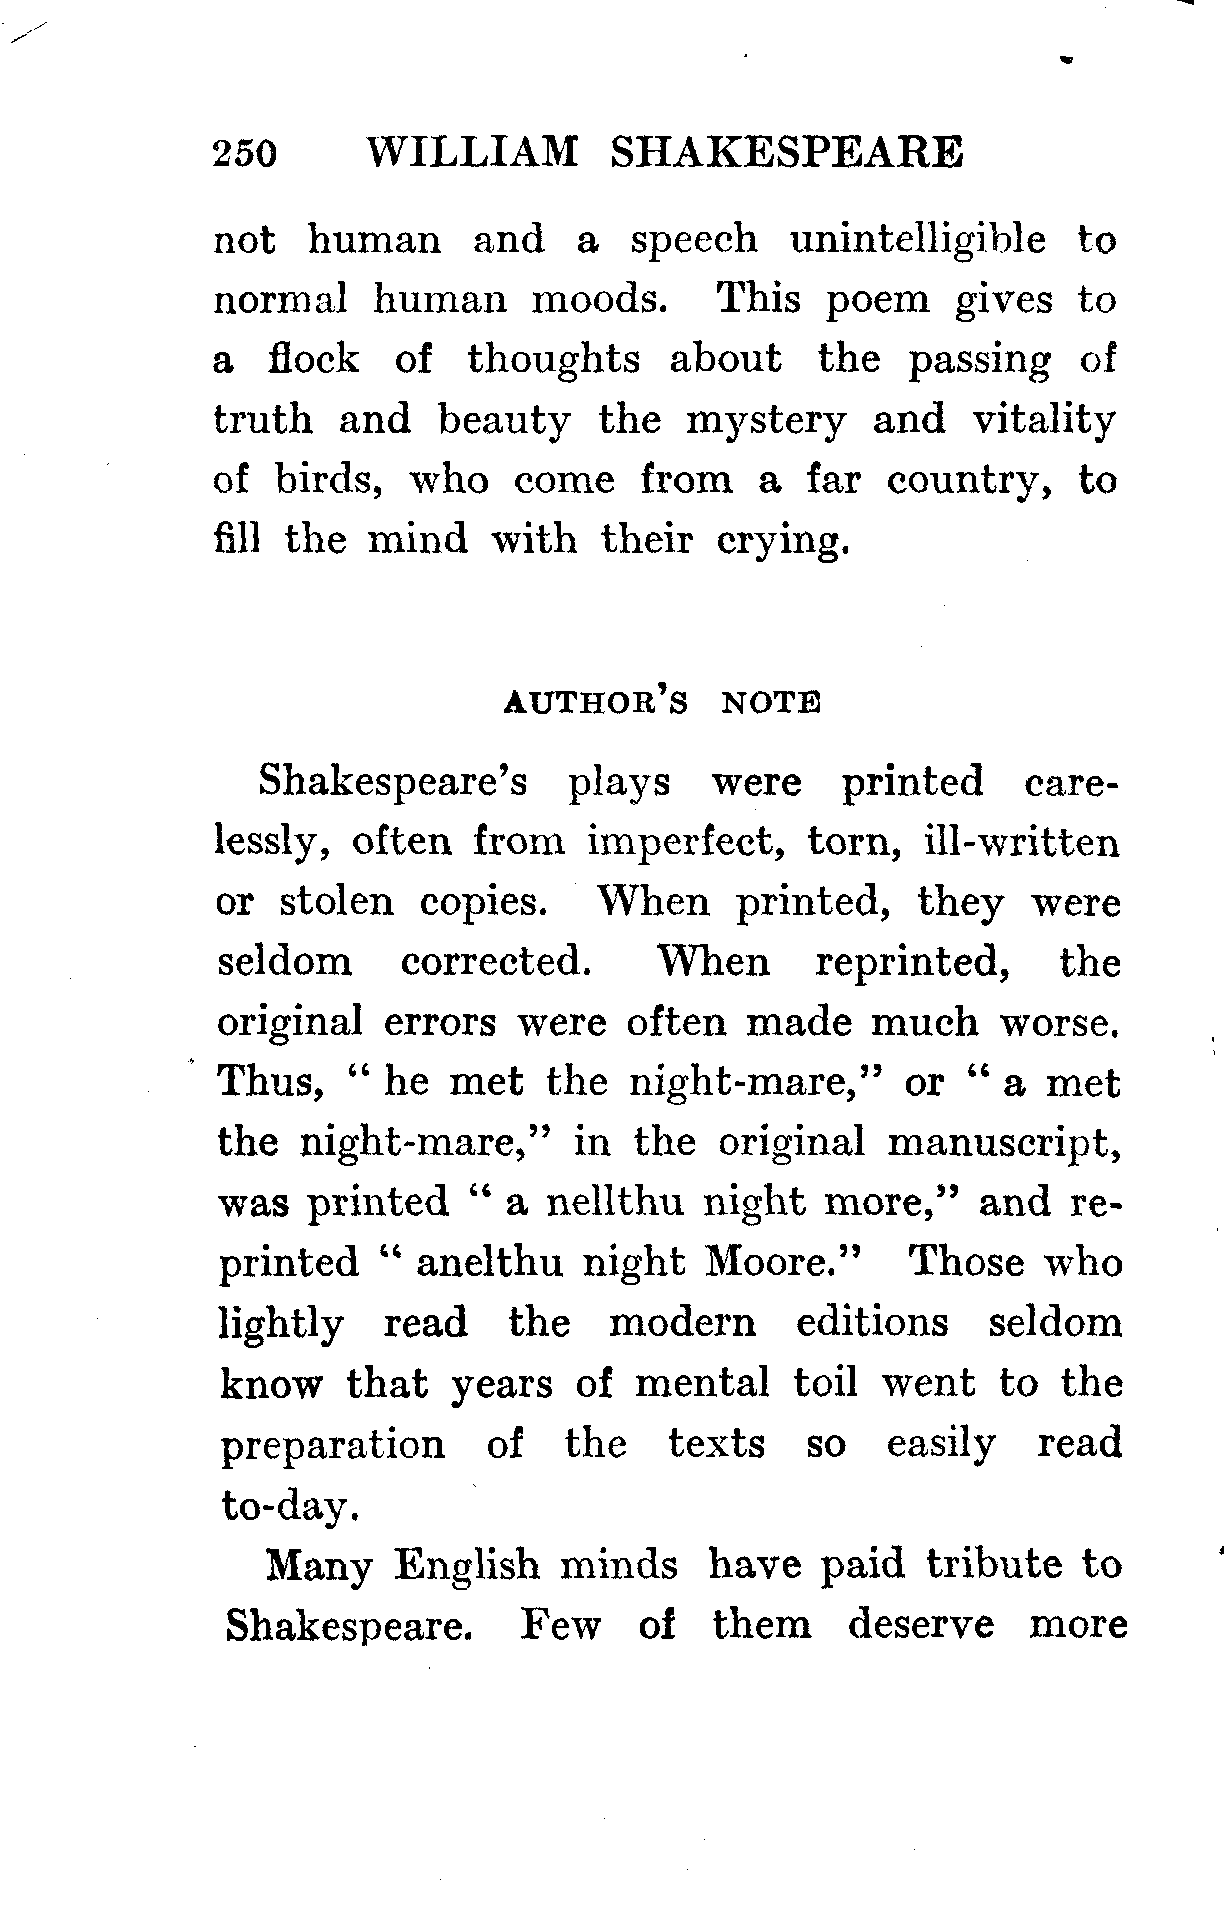 250 WILLIAM SHAKESPEARE
not human and a speech unintelligible to
normal human moods. This poem gives to
a flock of thoughts about the passing of
truth and beauty the mystery and vitality
of birds, who come from a far country, to
fill the mind with their crying.
AUTHOR'S NOTE
Shakespeare's plays were printed care-
lessly, often from imperfect, torn, ill-written
or stolen copies. When printed, they were
seldom corrected. When reprinted, the
original errors were often made much worse.
Thus, " he met the night-mare," or " a met
the night-mare," in the original manuscript,
was printed " a nellthu night more," and re-
printed " anelthu night Moore." Those who
lightly read the modern editions seldom
know that years of mental toil went to the
preparation of the texts so easily read
to-day.
Many English minds have paid tribute to
Shakespeare. Few of them deserve more